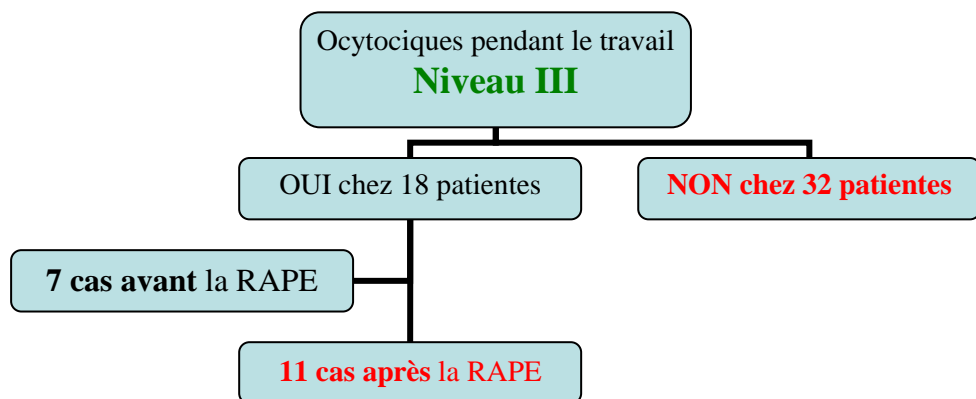 Ocytociques pendant le travail
Niveau III
OUI chez 18 patientes
NON chez 32 patientes
7 cas avant la RAPE
11 cas après la RAPE